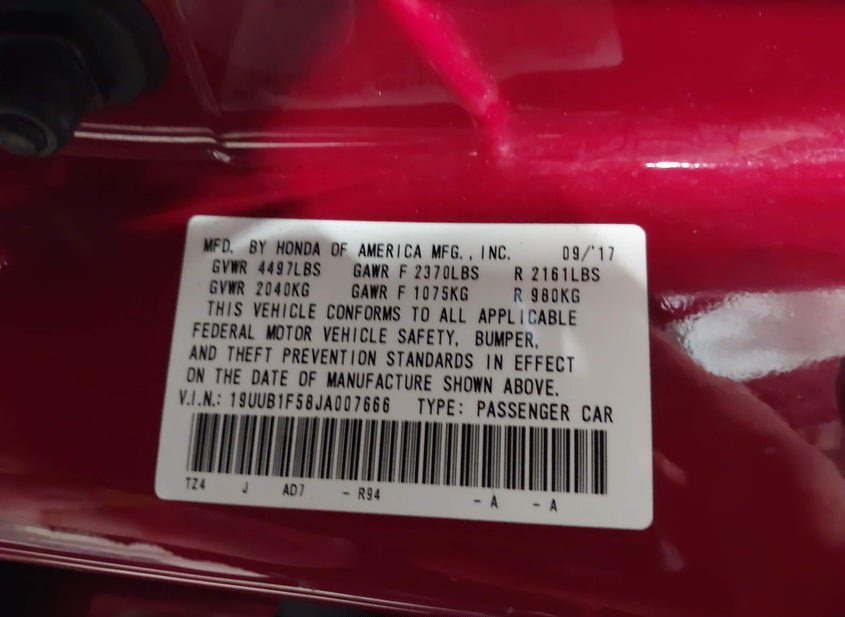 MFD. BY HONDA OF AMERICA MFG., INC. 09/'17
GVWR 4497LBS GAWR F 2370LBS R 2161LBS
GVWR 2040KG GAWR F 1075KG R 980KG
THIS VEHICLE CONFORMS TO ALL APPLICABLE
FEDERAL MOTOR VEHICLE SAFETY, BUMPER,
AND THEFT PREVENTION STANDARDS IN EFFECT
ON THE DATE OF MANUFACTURE SHOWN ABOVE.
V.I.N.: 19UUB1F58JA007666 TYPE: PASSENGER CAR
TZ4 J AD7 - R94 - A - A